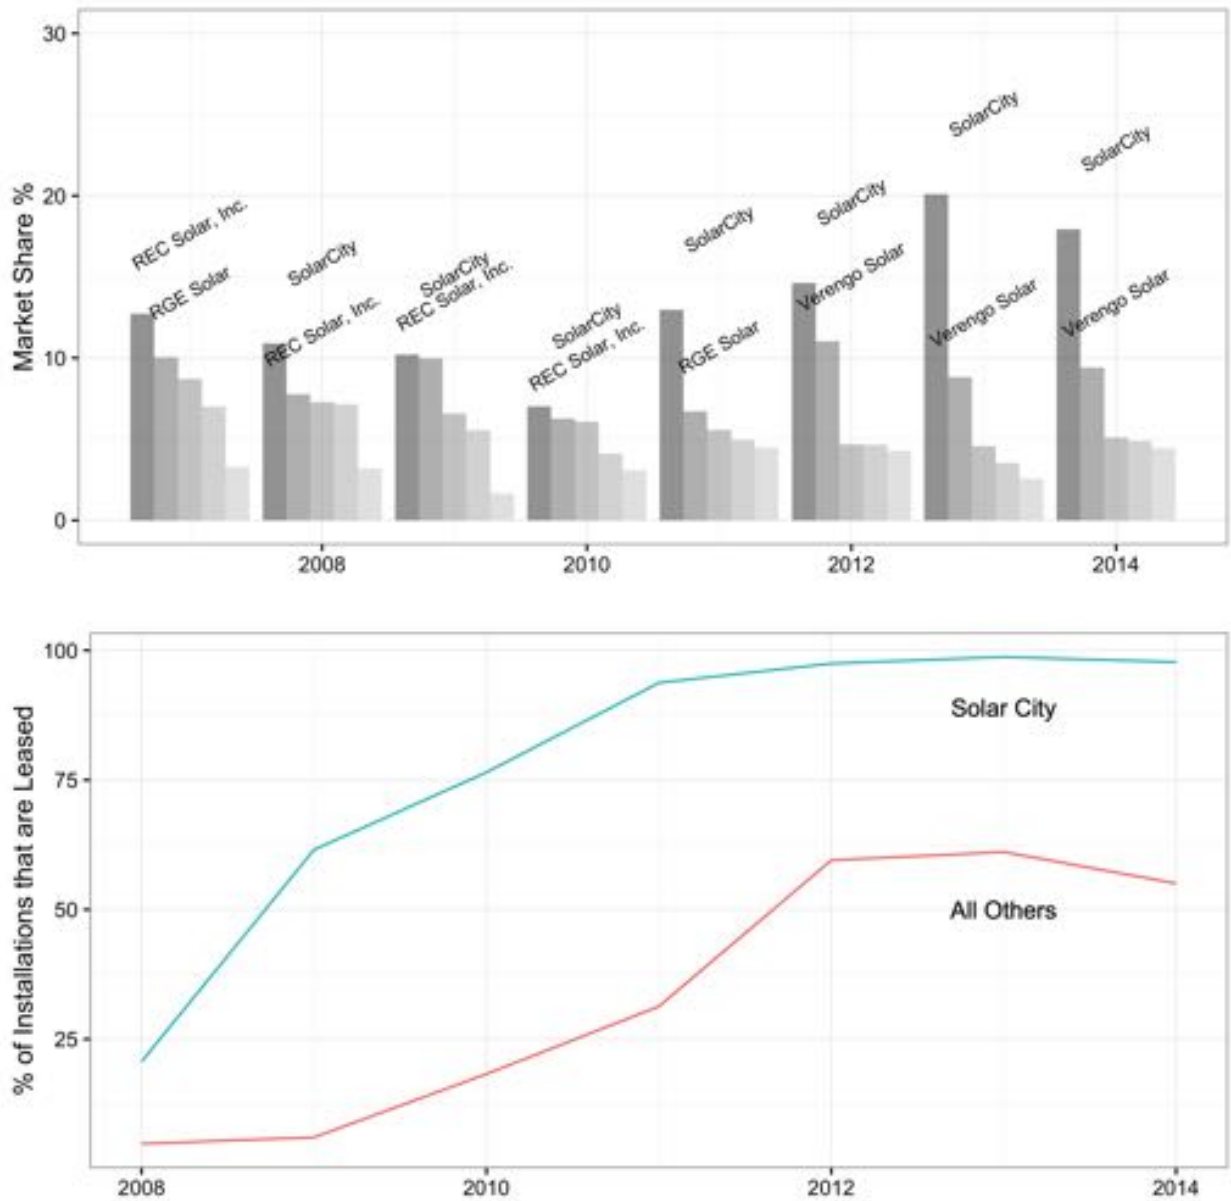 Market Share %
30
20
10
0
REC Solar, Inc.
RGE Solar
SolarCity
REC Solar, Inc.
SolarCity
REC Solar, Inc.
SolarCity
REC Solar, Inc.
SolarCity
RGE Solar
SolarCity
Verengo Solar
SolarCity
Verengo Solar
SolarCity
Verengo Solar
2008
2010
2012
2014
% of Installations that are Leased
100
75
50
25
Solar City
All Others
2008
2010
2012
2014